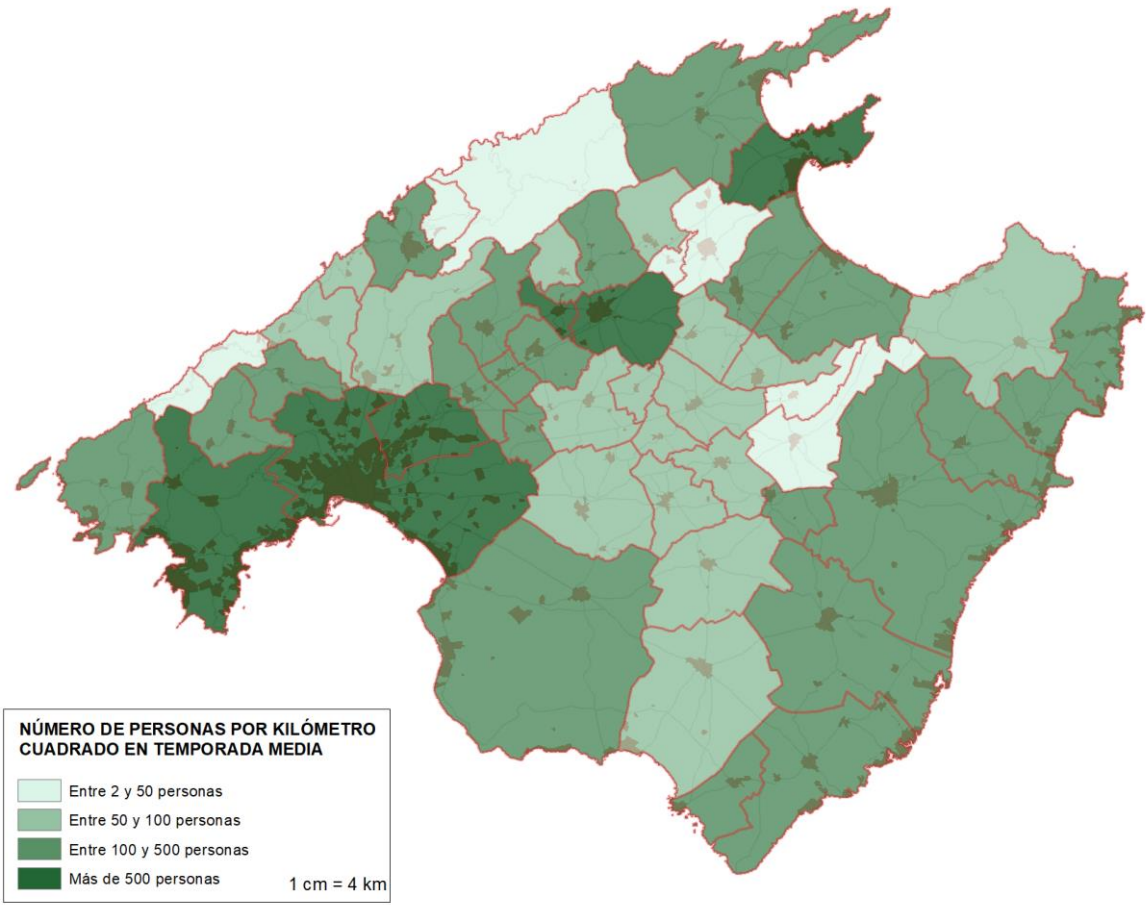 NÚMERO DE PERSONAS POR KILÓMETRO
CUADRADO EN TEMPORADA MEDIA
Entre 2 y 50 personas
Entre 50 y 100 personas
Entre 100 y 500 personas
Más de 500 personas
1 cm = 4 km